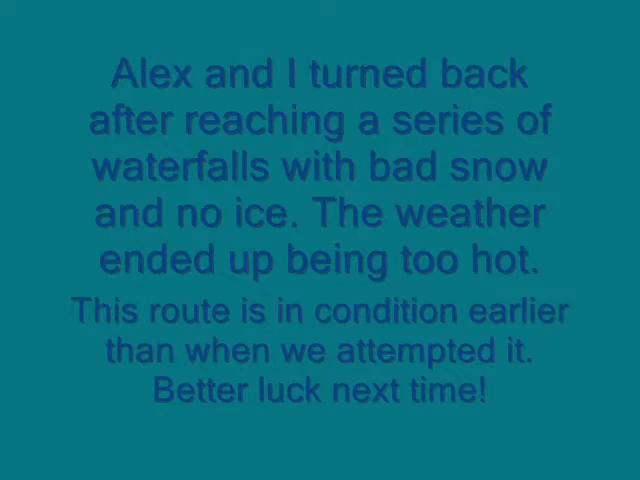 Alex and I turned back
after reaching a series of
waterfalls with bad snow
and no ice. The weather
ended up being too hot.
This route is in condition earlier
than when we attempted it.
Better luck next time!